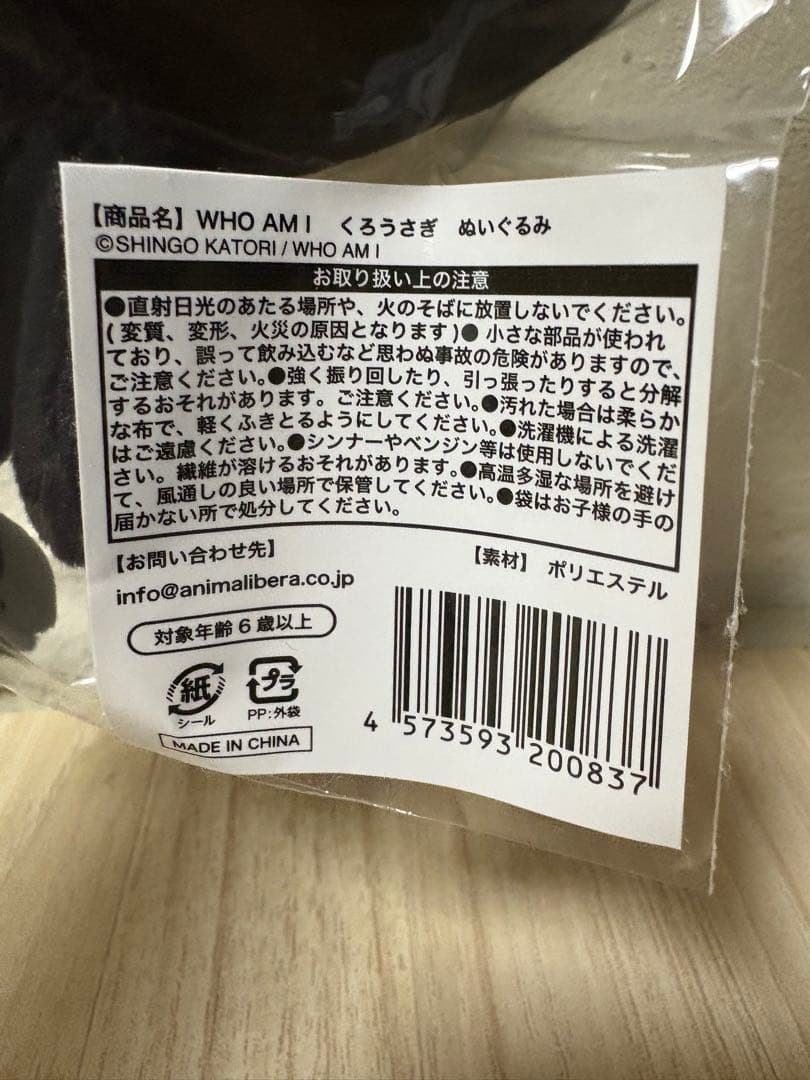 【商品名】 WHO AM I くろうさぎ ぬいぐるみ
©SHINGO KATORI / WHO AM I
お取り扱い上の注意
●直射日光のあたる場所や、火のそばに放置しないでください。
(変質、変形、火災の原因となります)●小さな部品が使われ
ており、誤って飲み込むなど思わぬ事故の危険がありますので、
ご注意ください。●強く振り回したり、引っ張ったりすると分解
するおそれがあります。ご注意ください。●汚れた場合は柔らか
な布で、軽くふきとるようにしてください。●洗濯機による洗濯
はご遠慮ください。●シンナーやベンジン等は使用しないでくだ
さい。繊維が溶けるおそれがあります。●高温多湿な場所を避け
て、風通しの良い場所で保管してください。●袋はお子様の手の
届かない所で処分してください。
【お問い合わせ先】
info@animalibera.co.jp
【素材】 ポリエステル
対象年齢6歳以上
紙
シール
プラ
PP:外袋
MADE IN CHINA
4 573593 200837